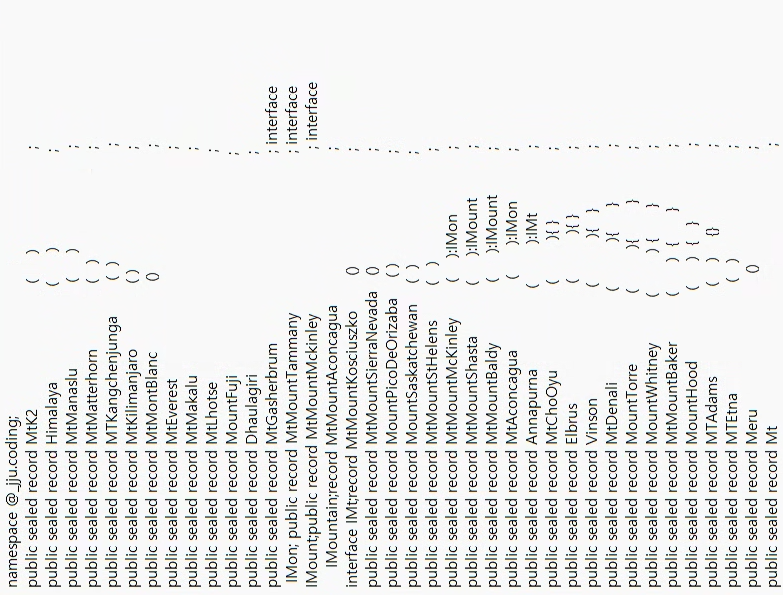 namespace @_jju.coding;
public sealed record MtK2 ( ) ;
public sealed record Himalaya ( ) ;
public sealed record MtManaslu ( ) ;
public sealed record MtMatterhorn ( ) ;
public sealed record MTKangchenjunga ( ) ;
public sealed record MtKilimanjaro ( ) ;
public sealed record MtMontBlanc () ;
public sealed record MtEverest ;
public sealed record MtMakalu ;
public sealed record MtLhotse ;
public sealed record MountFuji ;
public sealed record Dhaulagiri ;
public sealed record MtGasherbrum ; interface
IMon; public record MtMountTammany ; interface
IMount;public record MtMountMckinley ; interface
IMountain;record MtMountAconcagua ;
interface IMt;record MtMountKosciuszko () ;
public sealed record MtMountSierraNevada () ;
public sealed record MountPicoDeOrizaba ( ) ;
public sealed record MountSaskatchewan ( ) ;
public sealed record MtMountStHelens ( ) ;
public sealed record MtMountMcKinley ( ):IMon ;
public sealed record MtMountShasta ( ):IMount ;
public sealed record MtMountBaldy ( ):IMount ;
public sealed record MtAconcagua ( ):IMon ;
public sealed record Annapurna ( ):IMt ;
public sealed record MtChoOyu ( ){ } ;
public sealed record Elbrus ( ){ } ;
public sealed record Vinson ( ){ } ;
public sealed record MtDenali ( ){ } ;
public sealed record MountTorre ( ){ } ;
public sealed record MountWhitney ( ) { } ;
public sealed record MtMountBaker ( ) { } ;
public sealed record MountHood ( ) { } ;
public sealed record MTAdams ( ) {} ;
public sealed record MTEtna ( ) ;
public sealed record Meru () ;
public sealed record Mt ;